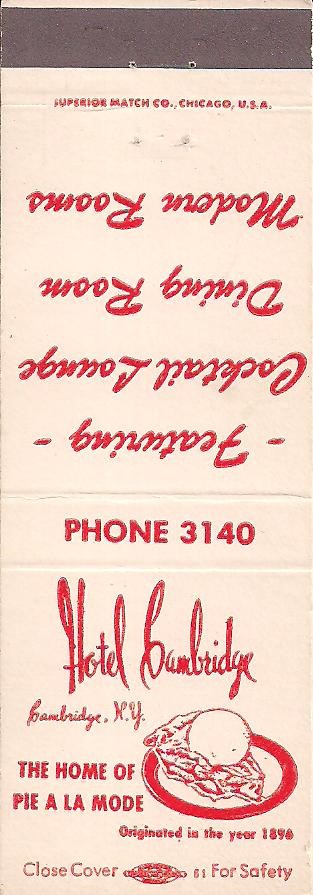 SUPERIOR MATCH CO., CHICAGO, U.S.A.
- Featuring -
Cocktail Lounge
Dining Room
Modern Rooms
PHONE 3140
Hotel Cambridge
Cambridge, N.Y.
THE HOME OF
PIE A LA MODE
Originated in the year 1896
Close Cover 61 For Safety